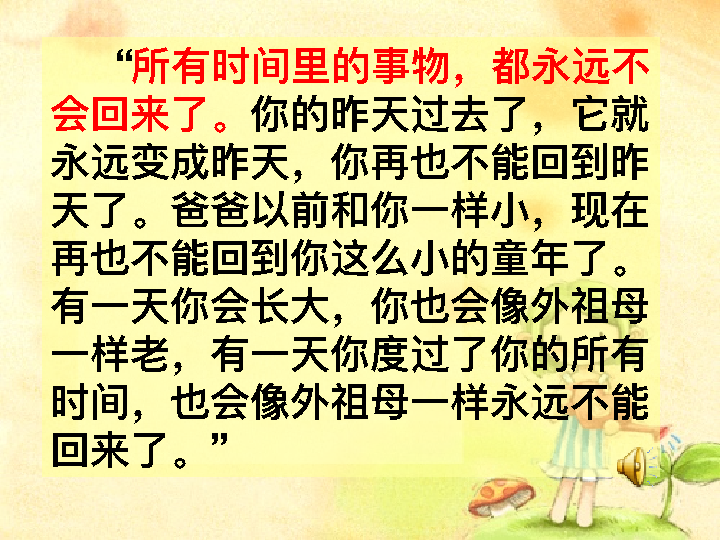 “所有时间里的事物，都永远不
会回来了。你的昨天过去了，它就
永远变成昨天，你再也不能回到昨
天了。爸爸以前和你一样小，现在
再也不能回到你这么小的童年了。
有一天你会长大，你也会像外祖母
一样老，有一天你度过了你的所有
时间，也会像外祖母一样永远不能
回来了。”